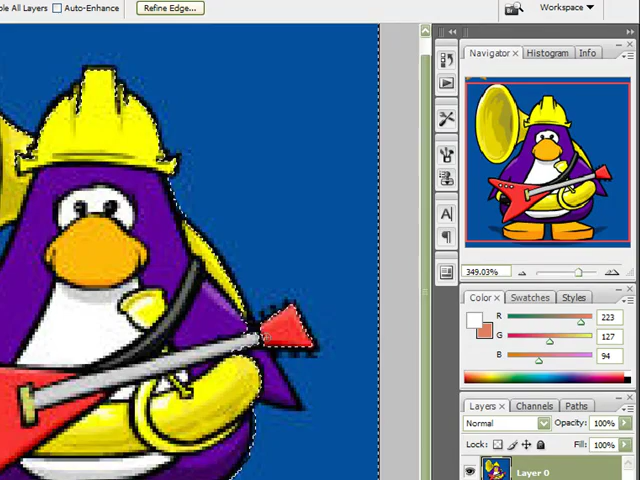 ple All Layers Auto-Enhance Refine Edge... Workspace
Navigator × Histogram Info
349.03%
Color × Swatches Styles
R 223
G 127
B 94
Layers × Channels Paths
Normal Opacity: 100%
Lock: Fill: 100%
Layer 0